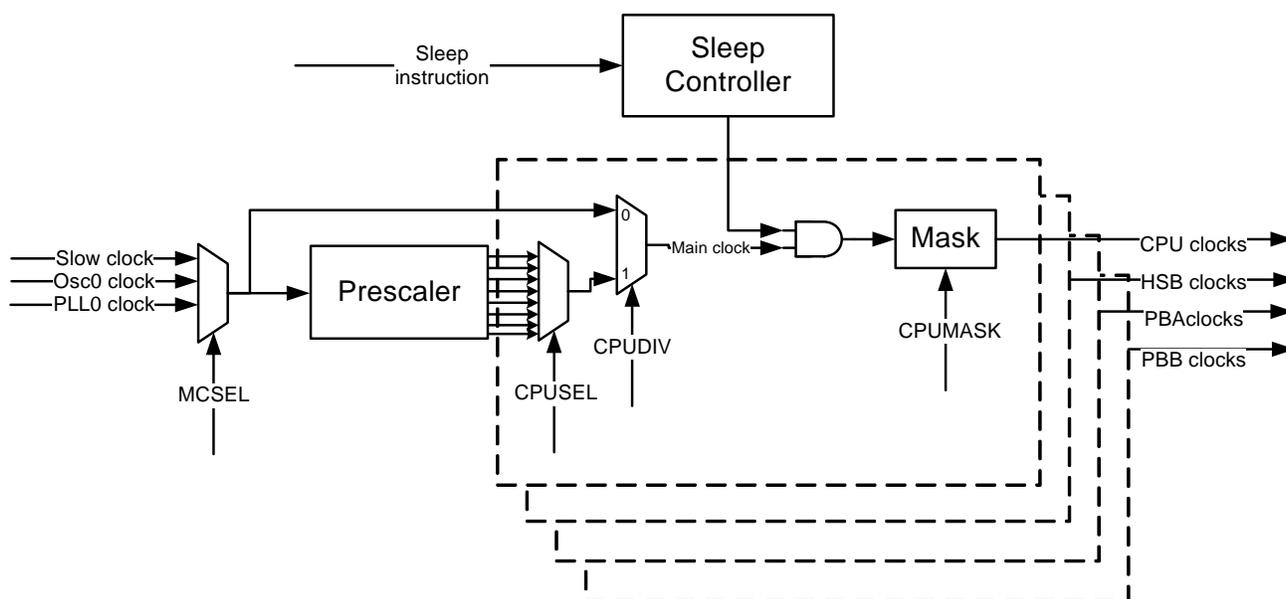 Sleep
instruction
Sleep
Controller
0
Slow clock
Osc0 clock
PLL0 clock
Prescaler
1
Main clock
Mask
CPU clocks
HSB clocks
PBAclocks
PBB clocks
MCSEL
CPUSEL
CPUDIV
CPUMASK